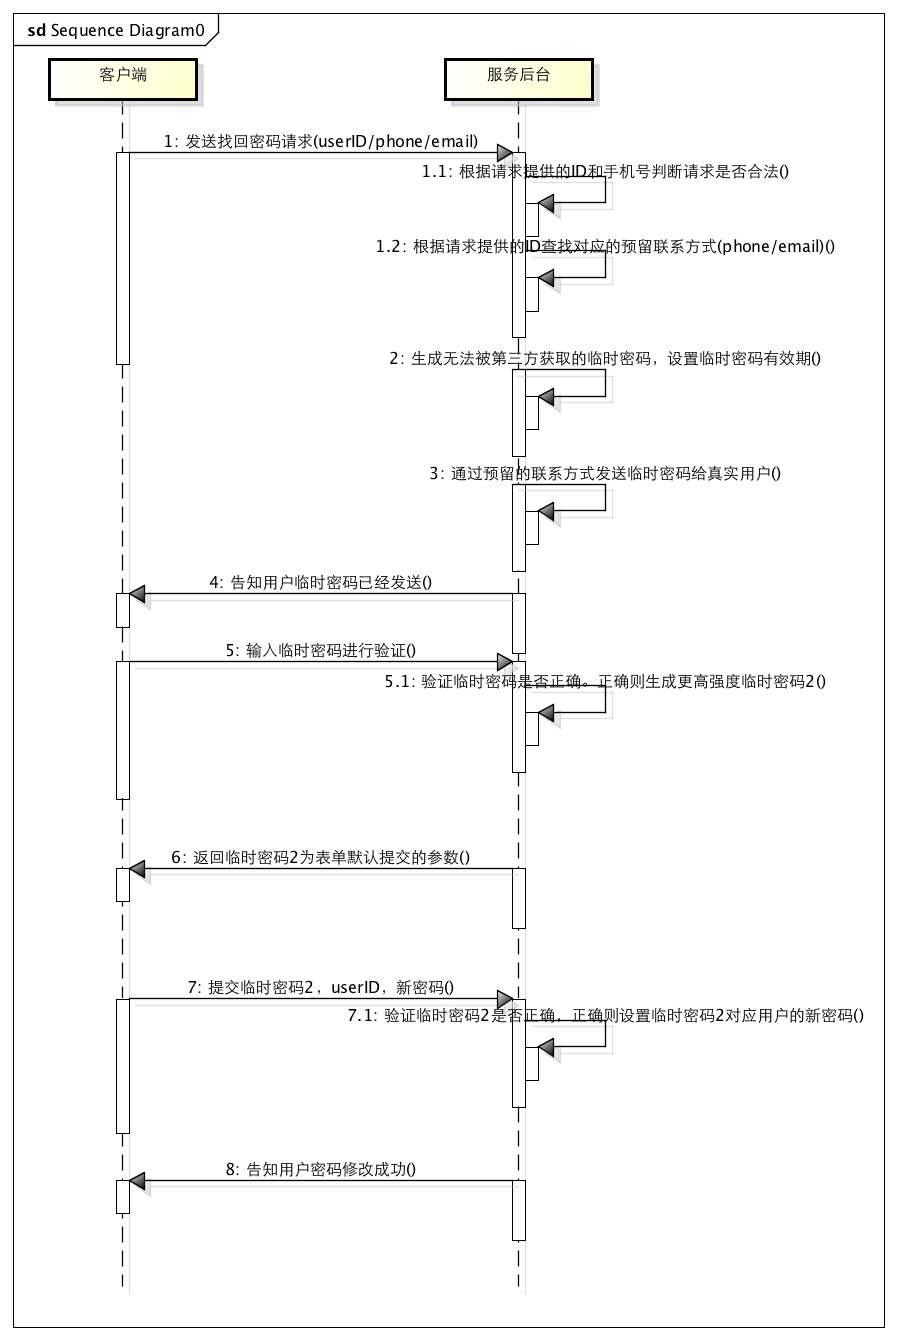 sd Sequence Diagram0
客户端
服务后台
1: 发送找回密码请求(userID/phone/email)
1.1: 根据请求提供的ID和手机号判断请求是否合法()
1.2: 根据请求提供的ID查找对应的预留联系方式(phone/email)()
2: 生成无法被第三方获取的临时密码，设置临时密码有效期()
3: 通过预留的联系方式发送临时密码给真实用户()
4: 告知用户临时密码已经发送()
5: 输入临时密码进行验证()
5.1: 验证临时密码是否正确。正确则生成更高强度临时密码2()
6: 返回临时密码2为表单默认提交的参数()
7: 提交临时密码2，userID，新密码()
7.1: 验证临时密码2是否正确，正确则设置临时密码2对应用户的新密码()
8: 告知用户密码修改成功()